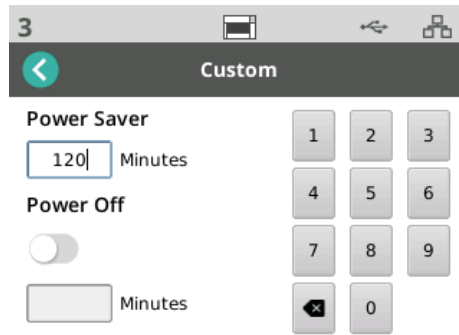 3
Custom
Power Saver
120 Minutes
Power Off
Minutes
1 2 3
4 5 6
7 8 9
0